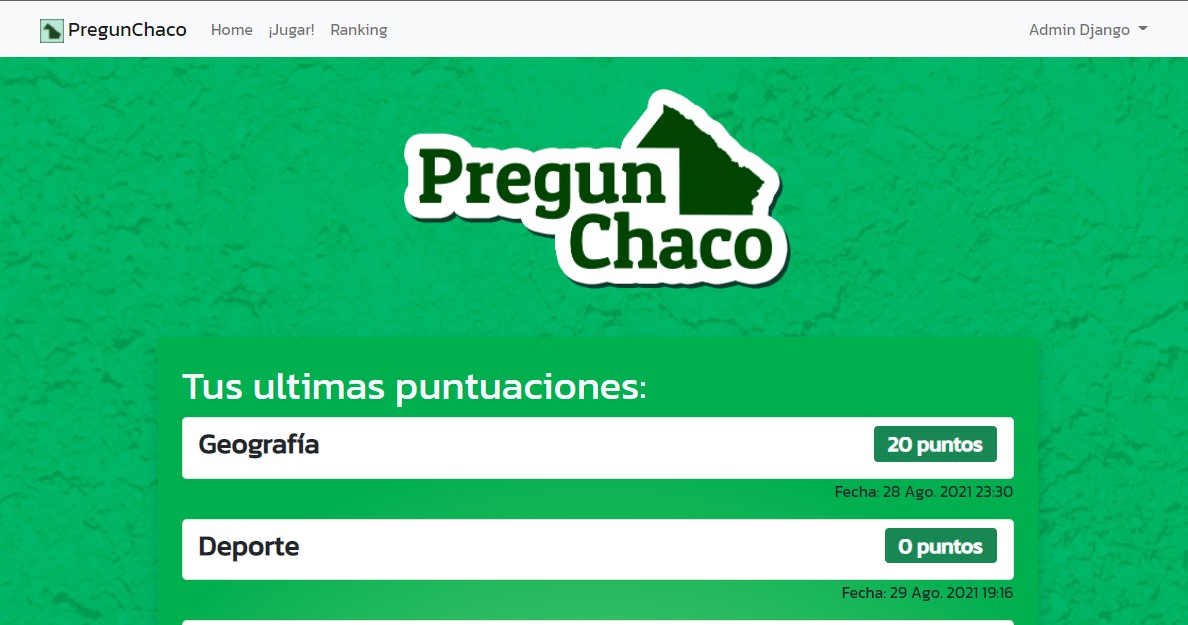 PregunChaco Home ¡Jugar! Ranking Admin Django
Pregun
Chaco
Tus ultimas puntuaciones:
Geografía 20 puntos
Fecha: 28 Ago. 2021 23:30
Deporte 0 puntos
Fecha: 29 Ago. 2021 19:16